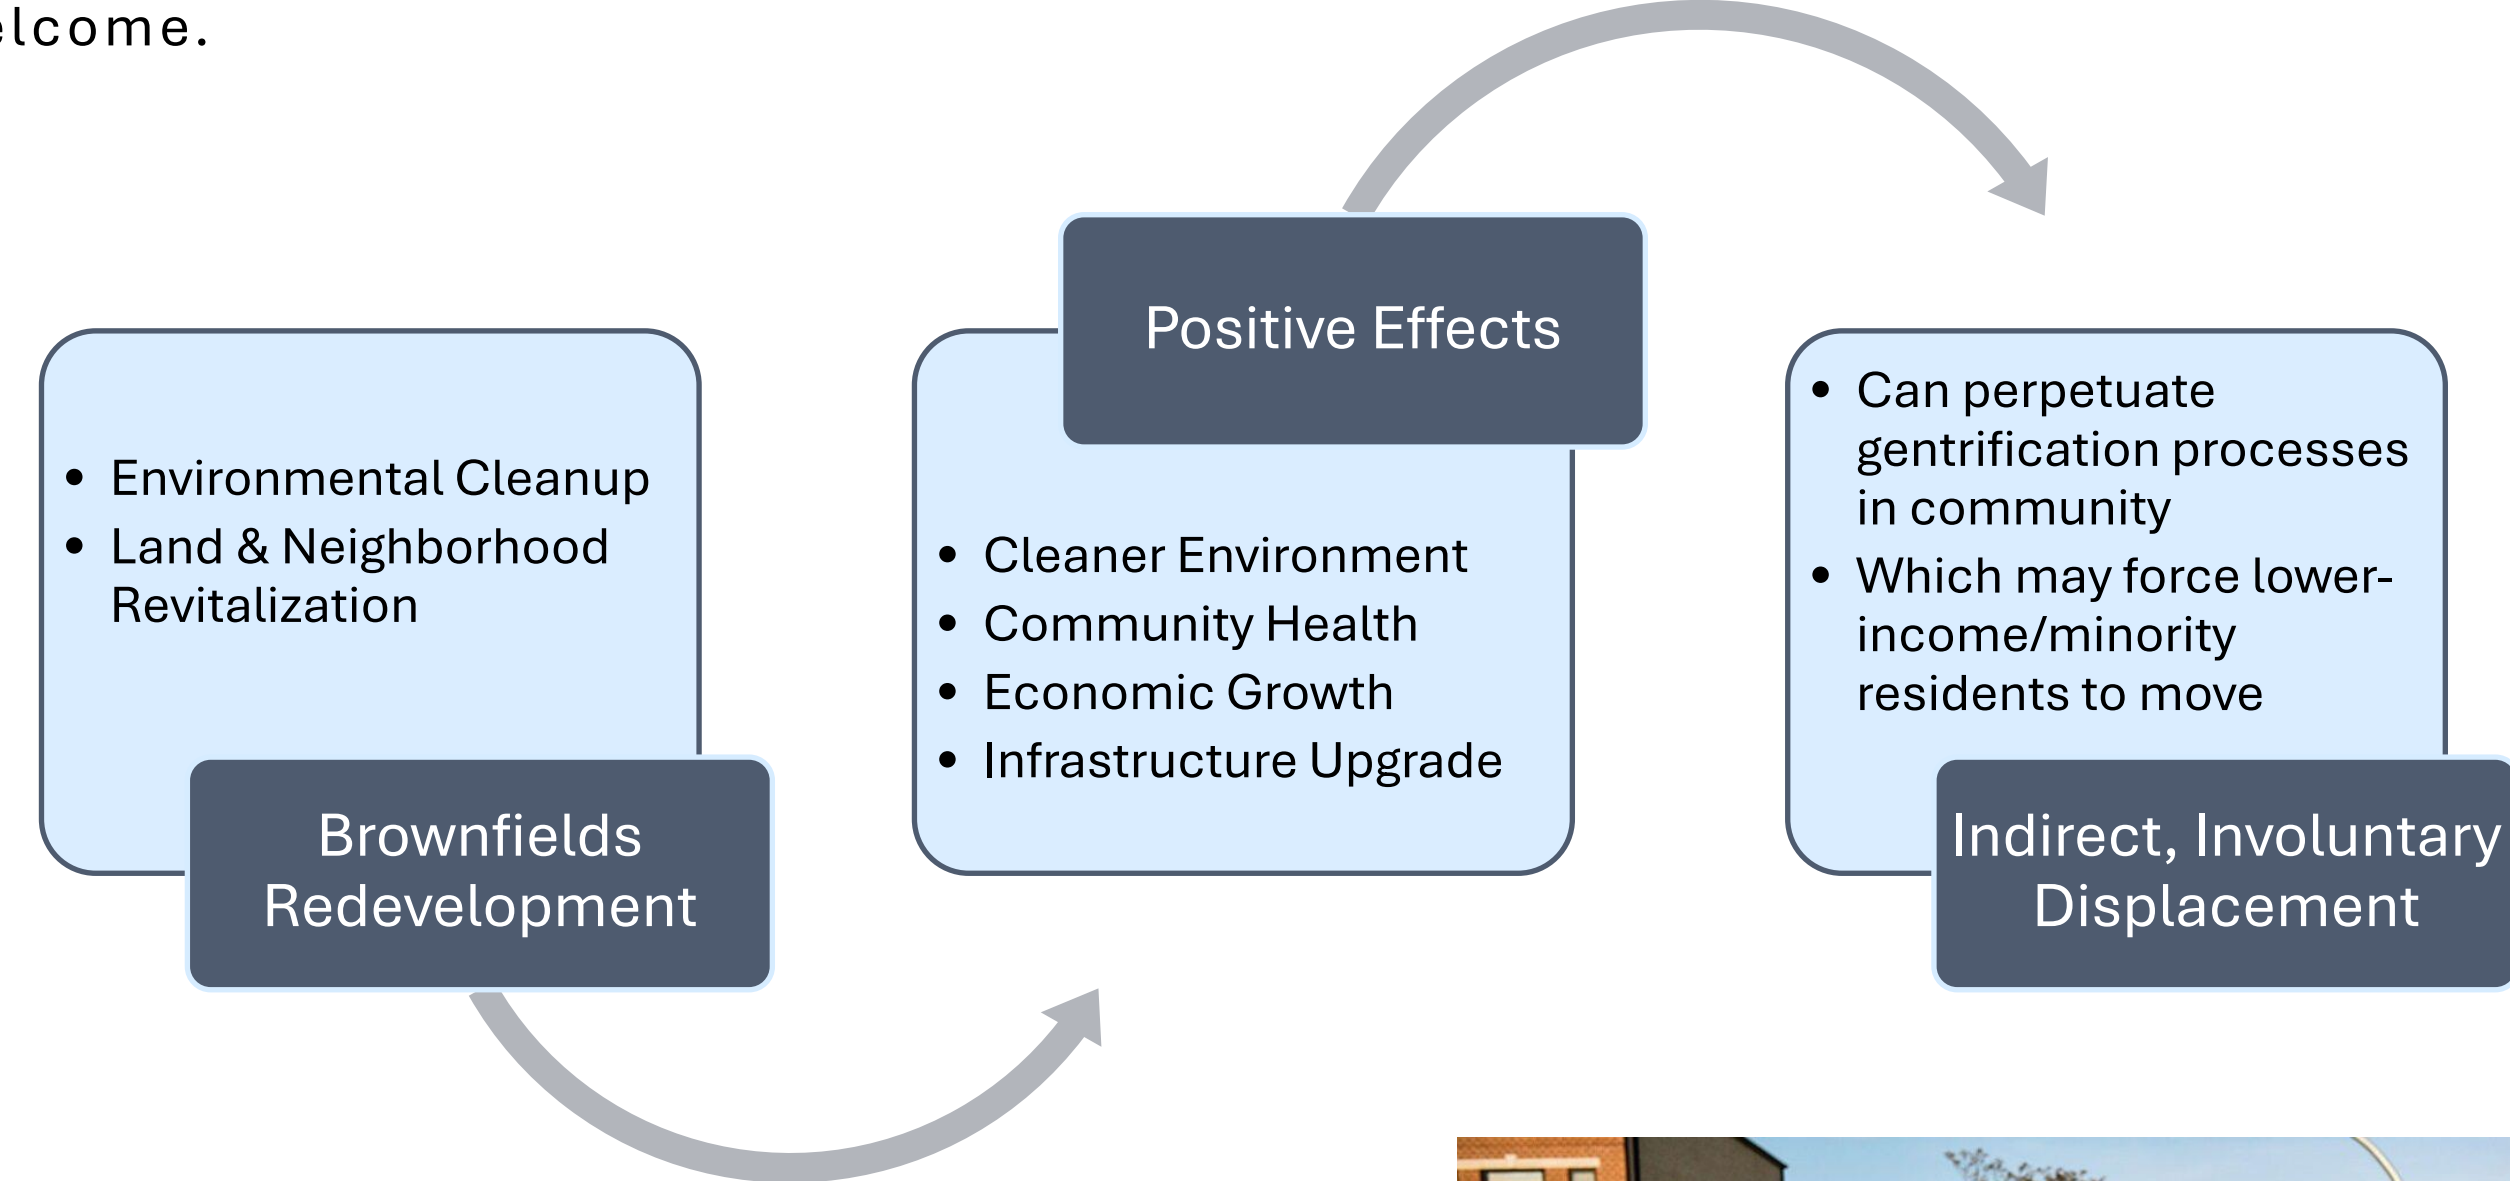 Environmental Cleanup
Land & Neighborhood
Revitalization
Brownfields
Redevelopment
Positive Effects
Cleaner Environment
Community Health
Economic Growth
Infrastructure Upgrade
Can perpetuate
gentrification processes
in community
Which may force lower-
income/minority
residents to move
Indirect, Involuntary
Displacement